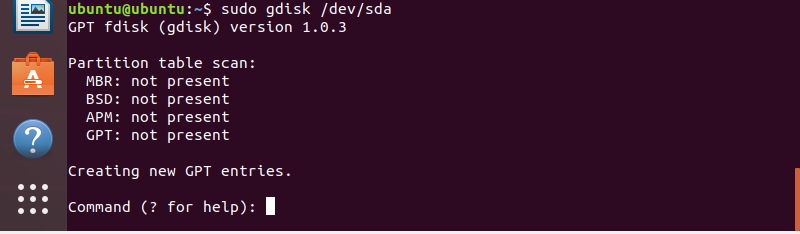 ubuntu@ubuntu:~$ sudo gdisk /dev/sda
GPT fdisk (gdisk) version 1.0.3
Partition table scan:
  MBR: not present
  BSD: not present
  APM: not present
  GPT: not present
Creating new GPT entries.
Command (? for help):